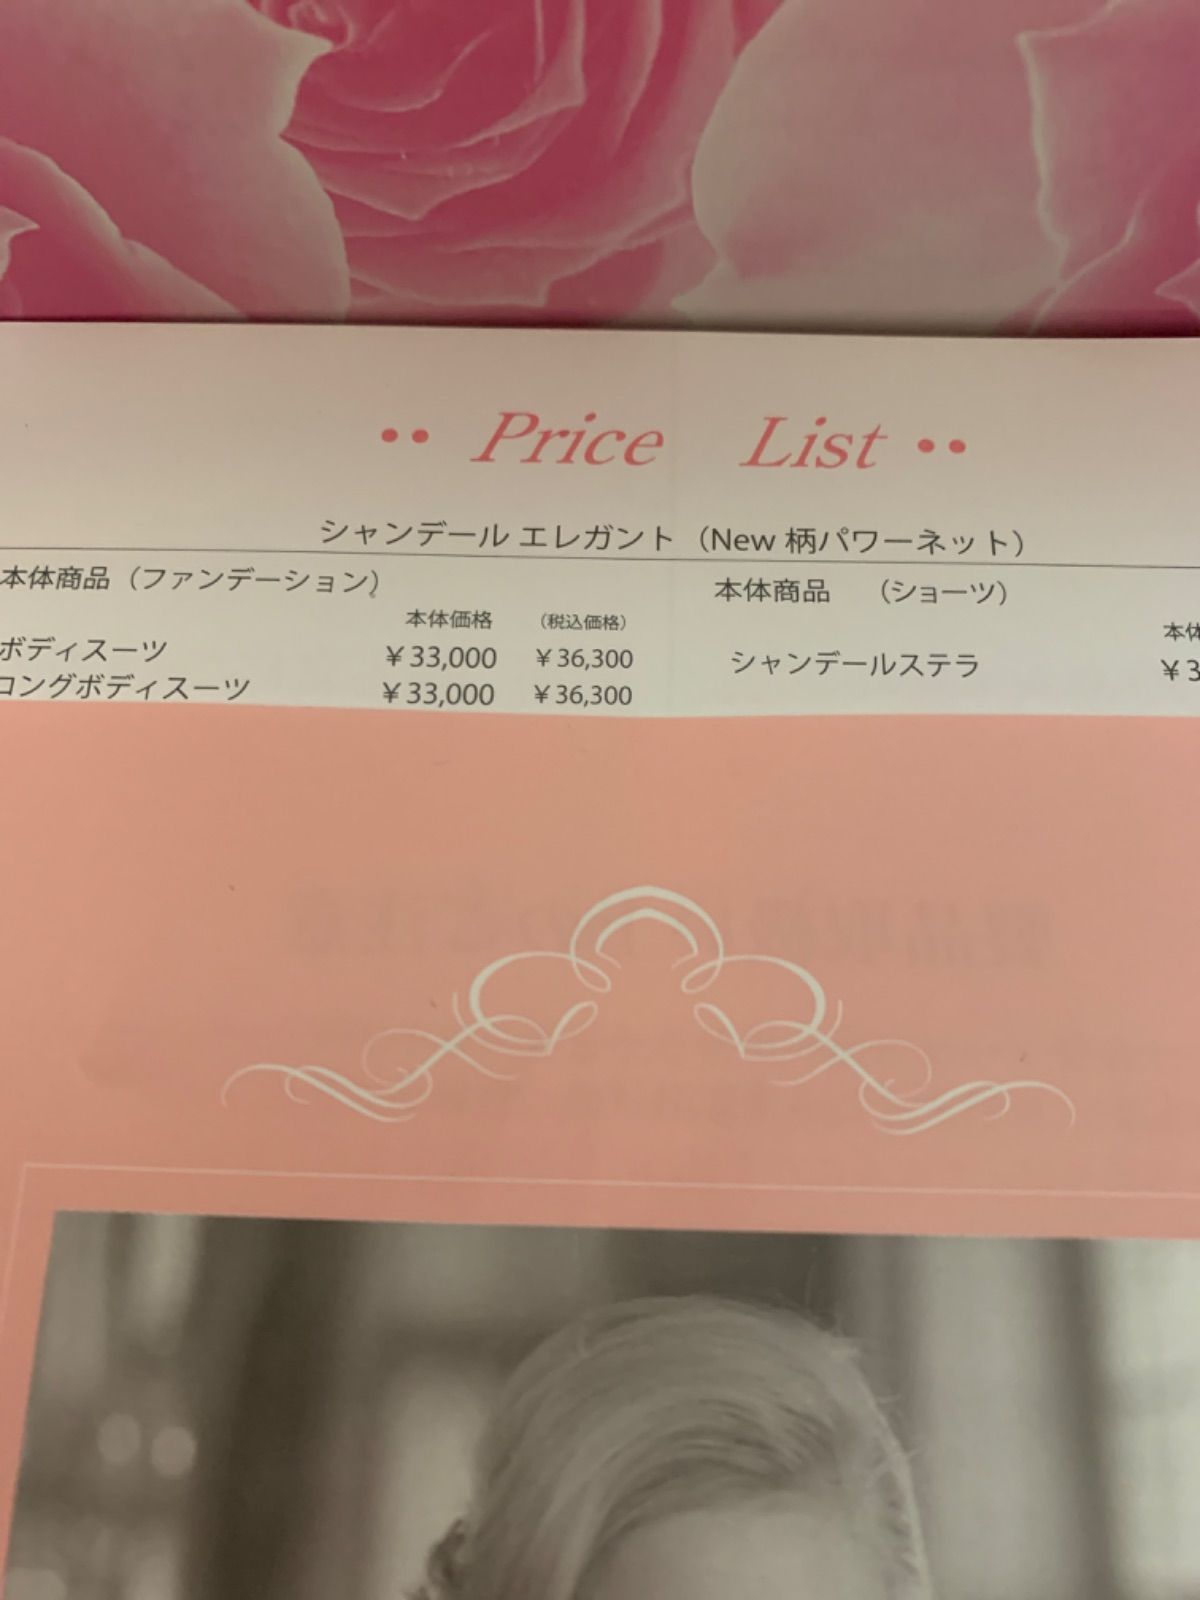 •• Price List ••
シャンデール エレガント（New 柄パワーネット）
本体商品（ファンデーション）
本体価格 （税込価格）
ボディスーツ ￥33,000 ￥36,300
ロングボディスーツ ￥33,000 ￥36,300
本体商品 （ショーツ）
本体
シャンデールステラ ￥3